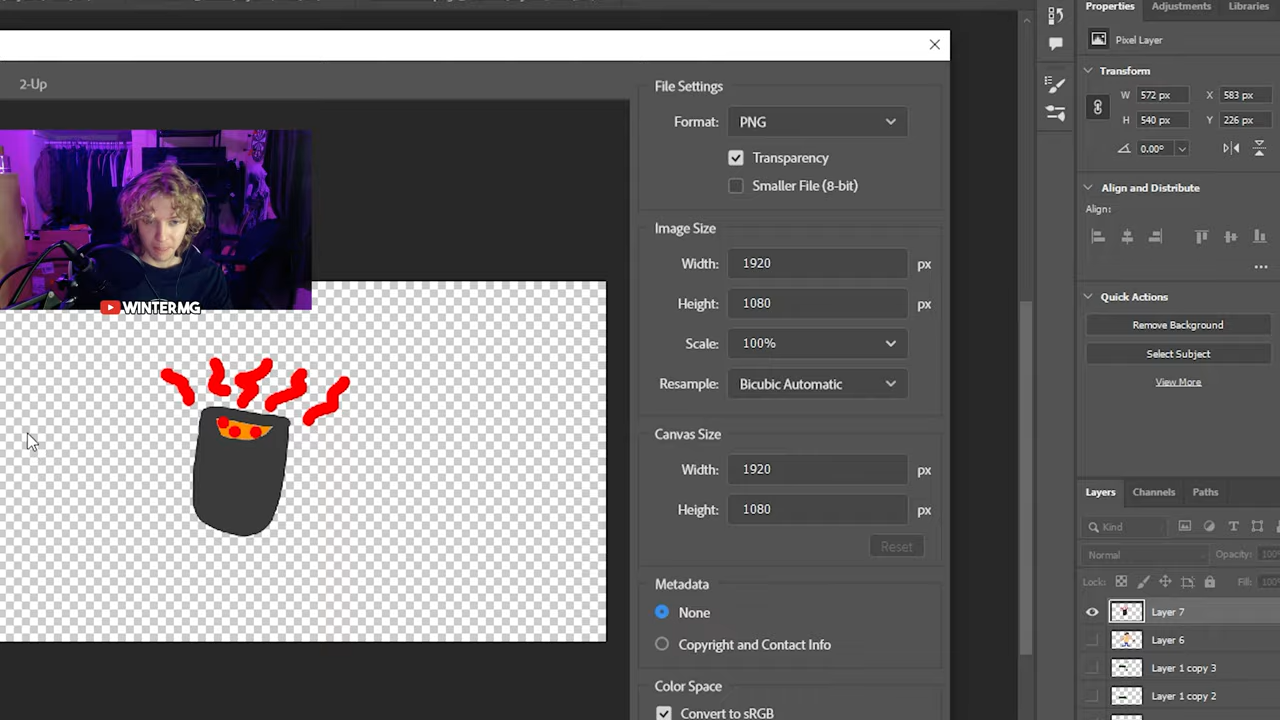 Properties Adjustments Libraries
Pixel Layer
2-Up
File Settings
Format: PNG
Transparency
Smaller File (8-bit)
Image Size
Width: 1920 px
Height: 1080 px
Scale: 100%
Resample: Bicubic Automatic
Canvas Size
Width: 1920 px
Height: 1080 px
Reset
Metadata
None
Copyright and Contact Info
Color Space
Convert to sRGB
WINTERMG
Transform
W 572 px X 583 px
H 540 px Y 226 px
0.00°
Align and Distribute
Align:
Quick Actions
Remove Background
Select Subject
View More
Layers Channels Paths
Kind
Normal Opacity:
Lock: Fill:
Layer 7
Layer 6
Layer 1 copy 3
Layer 1 copy 2